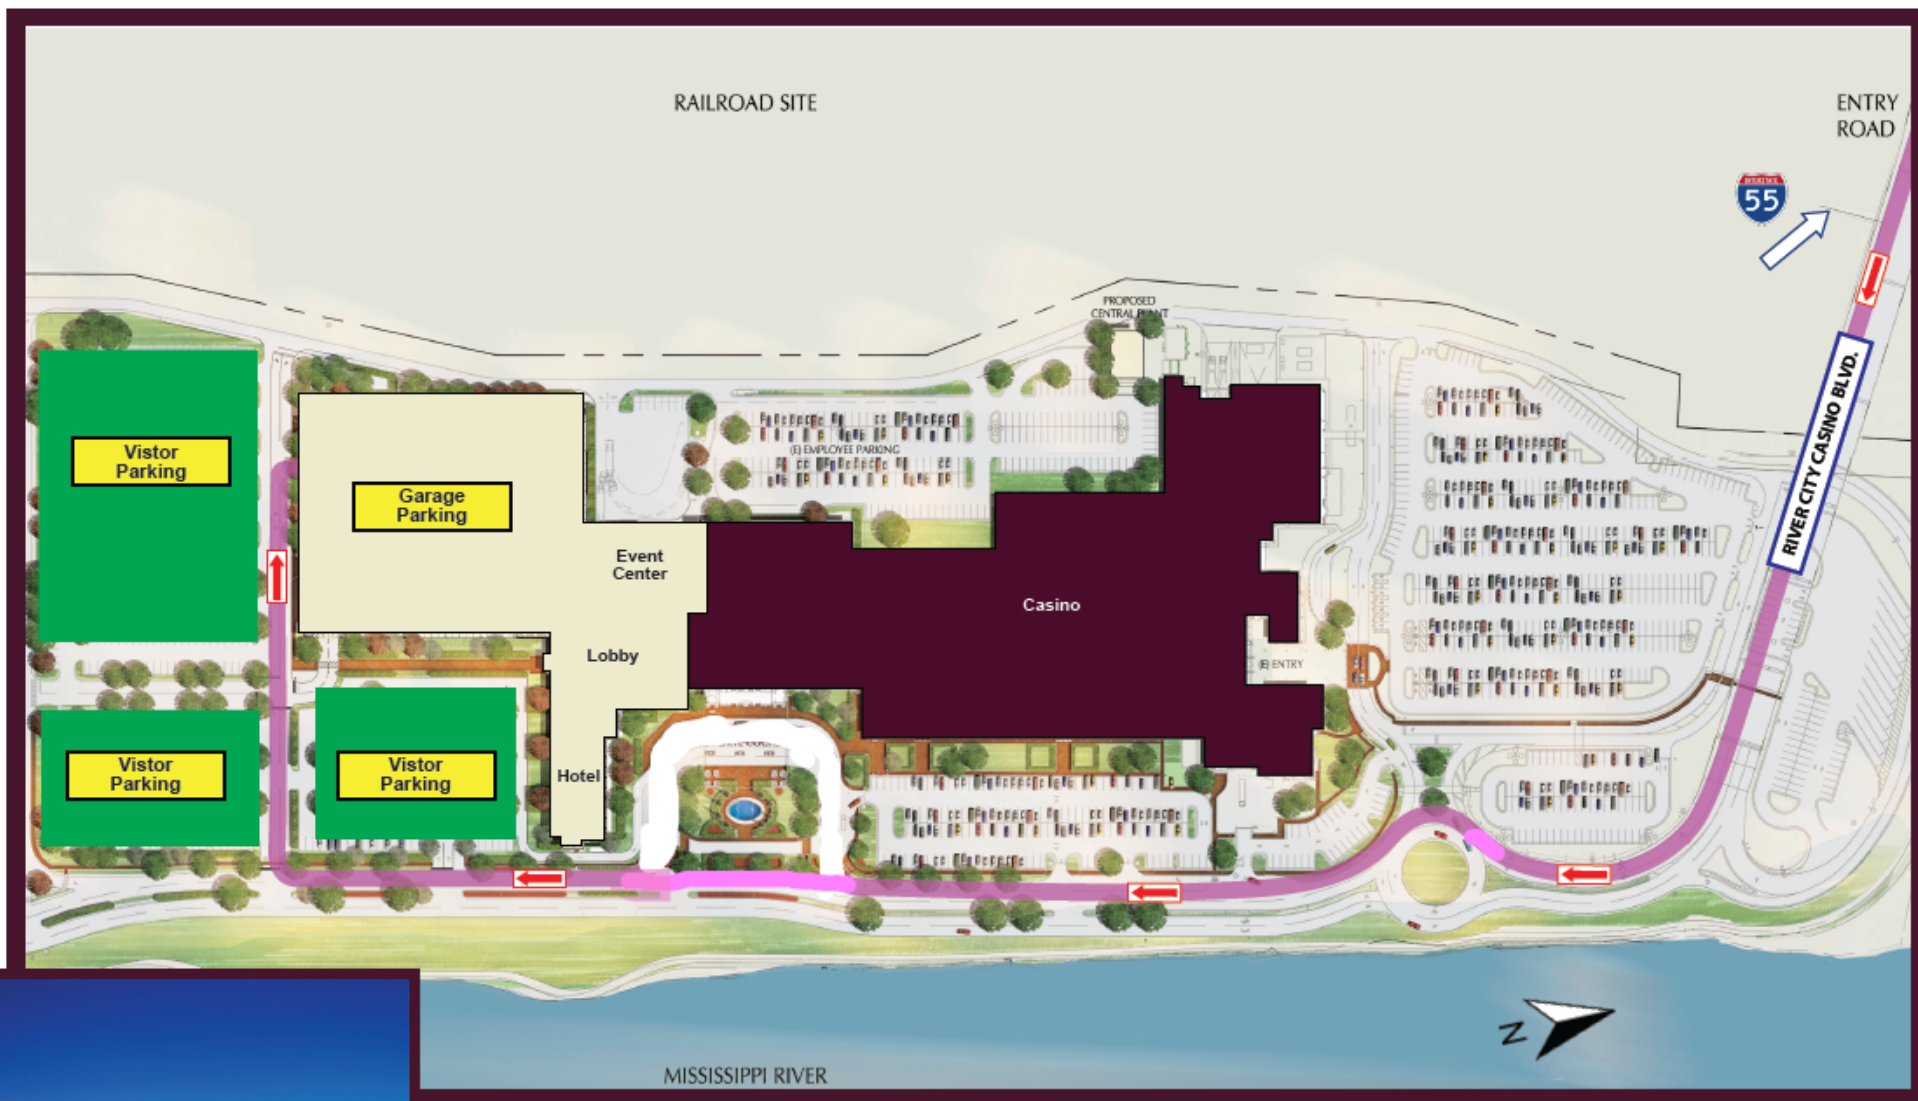 RAILROAD SITE
ENTRY
ROAD
55
PROPOSED
CENTRAL PLANT
RIVER CITY CASINO BLVD.
Vistor
Parking
Garage
Parking
(E) EMPLOYEE PARKING
Event
Center
Casino
Lobby
(E) ENTRY
Vistor
Parking
Vistor
Parking
Hotel
N
MISSISSIPPI RIVER